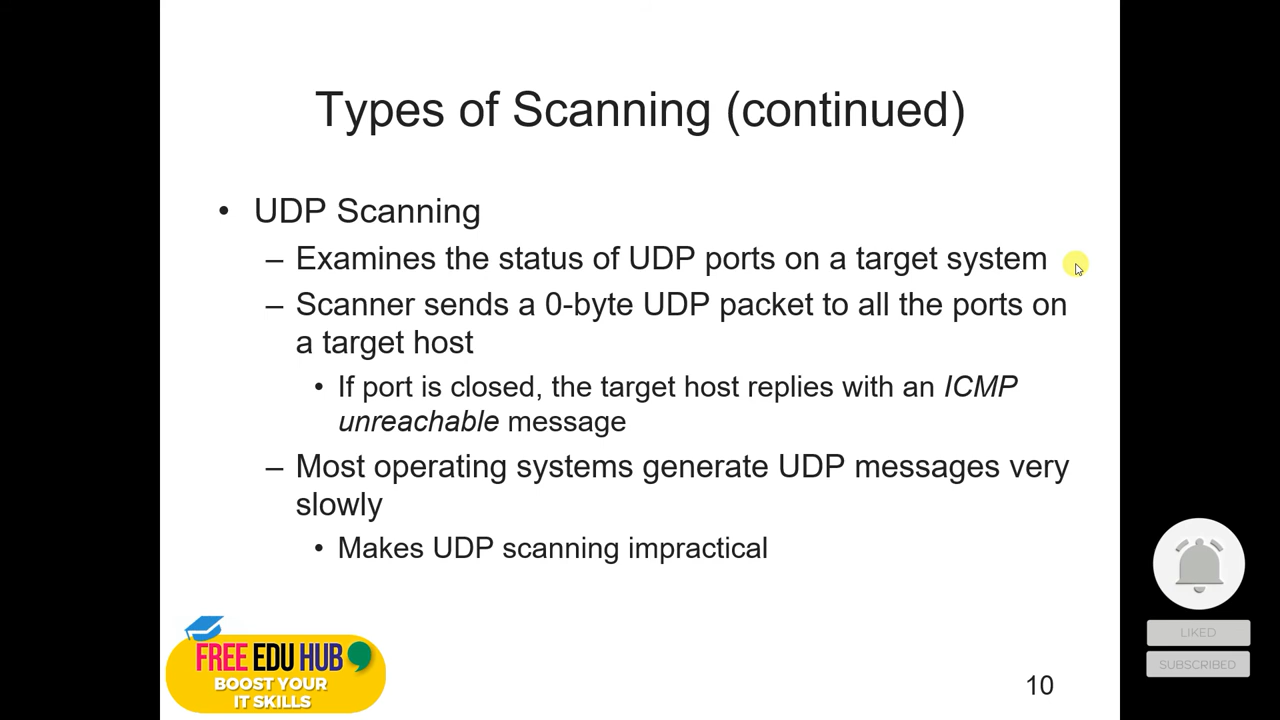 Types of Scanning (continued)
• UDP Scanning
– Examines the status of UDP ports on a target system
– Scanner sends a 0-byte UDP packet to all the ports on
a target host
• If port is closed, the target host replies with an ICMP
unreachable message
– Most operating systems generate UDP messages very
slowly
• Makes UDP scanning impractical
FREE EDU HUB
BOOST YOUR
IT SKILLS
10
LIKED
SUBSCRIBED